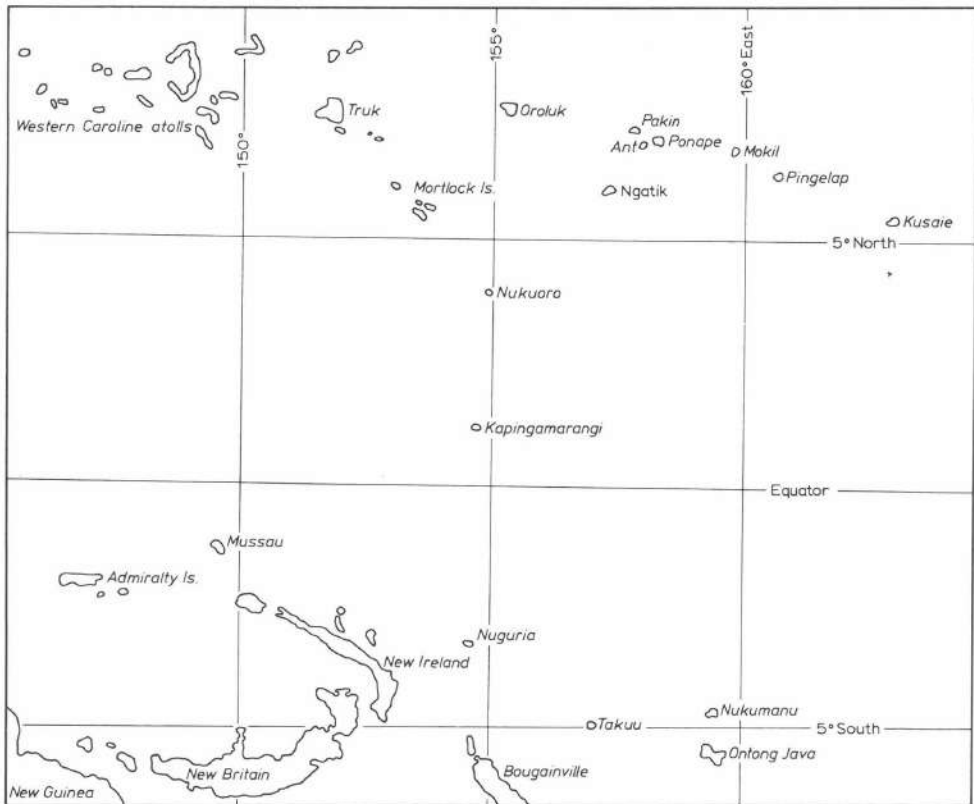 155°
160° East
Western Caroline atolls
150°
Truk
Oroluk
Pakin
Ant
Ponape
Mokil
Pingelap
Mortlock Is.
Ngatik
Kusaie
5° North
Nukuoro
Kapingamarangi
Equator
Mussau
Admiralty Is.
Nuguria
New Ireland
Nukumanu
Takuu
5° South
Ontong Java
New Britain
Bougainville
New Guinea